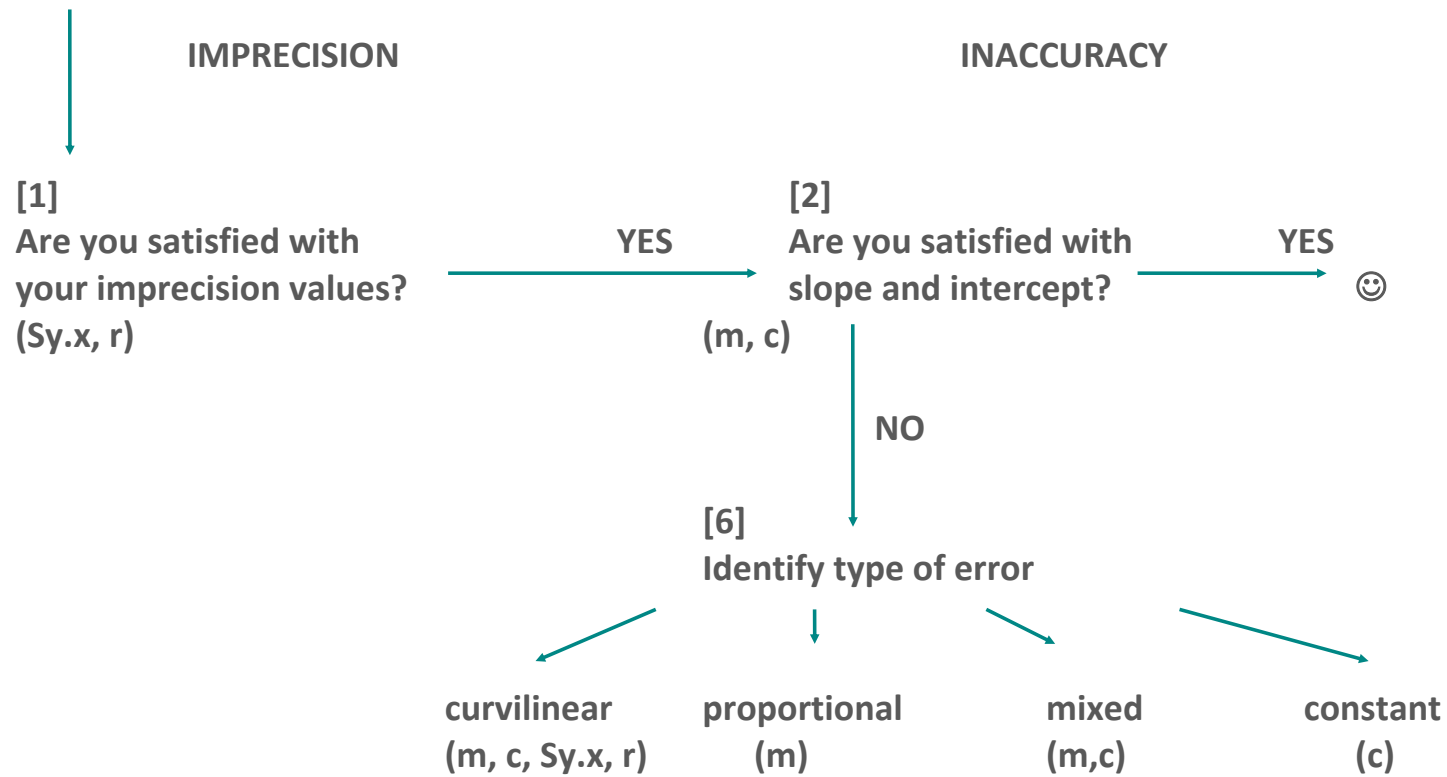 IMPRECISION
INACCURACY
[1]
Are you satisfied with
your imprecision values?
(Sy.x, r)
YES
[2]
Are you satisfied with
slope and intercept?
(m, c)
YES
☺
NO
[6]
Identify type of error
curvilinear
(m, c, Sy.x, r)
proportional
(m)
mixed
(m,c)
constant
(c)